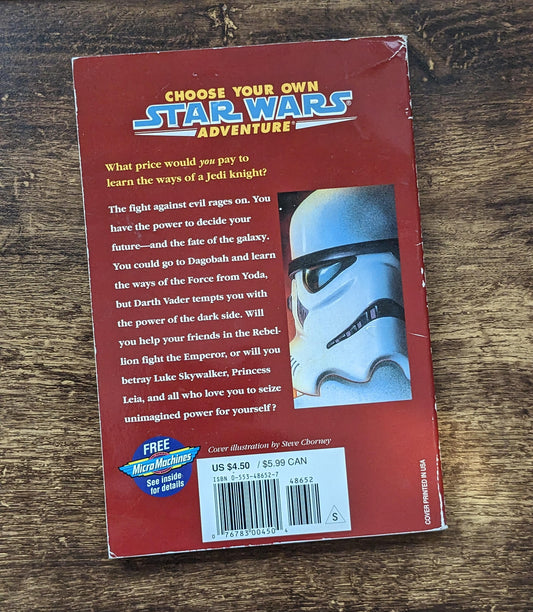 CHOOSE YOUR OWN
STAR WARS®
ADVENTURE®
What price would you pay to
learn the ways of a Jedi knight?
The fight against evil rages on. You
have the power to decide your
future—and the fate of the galaxy.
You could go to Dagobah and learn
the ways of the Force from Yoda,
but Darth Vader tempts you with
the power of the dark side. Will
you help your friends in the Rebel-
lion fight the Emperor, or will you
betray Luke Skywalker, Princess
Leia, and all who love you to seize
unimagined power for yourself?
Cover illustration by Steve Chorney
FREE
MicroMachines
See inside
for details
US $4.50 / $5.99 CAN
ISBN 0-553-48652-7
48652
0 76783 00450 4
S
COVER PRINTED IN USA